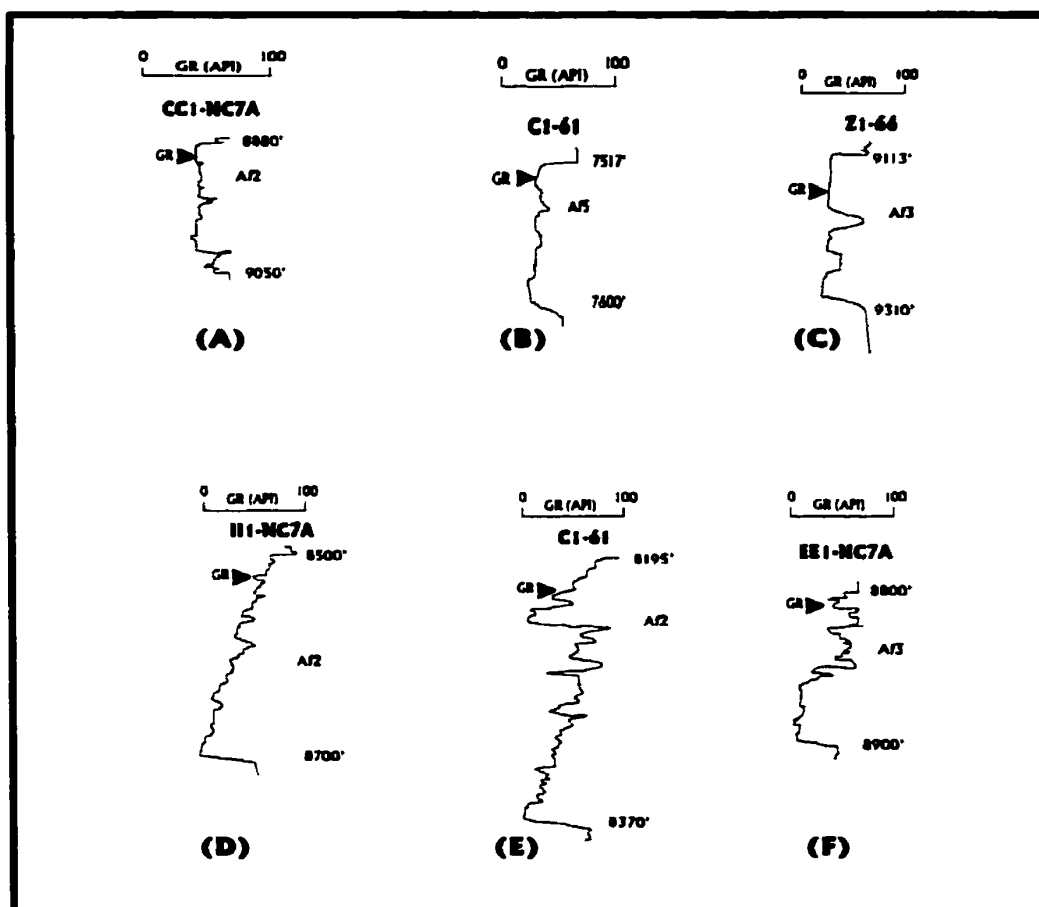 0 100
GR (API)
CC1-NC7A
8880'
GR
Af2
9050'
(A)
0 100
GR (API)
C1-61
7517'
GR
Af5
7600'
(B)
0 100
GR (API)
Z1-66
9113'
GR
Af3
9310'
(C)
0 100
GR (API)
II1-NC7A
8500'
GR
Af2
8700'
(D)
0 100
GR (API)
C1-61
8195'
GR
Af2
8370'
(E)
0 100
GR (API)
EE1-NC7A
8800'
GR
Af3
8900'
(F)